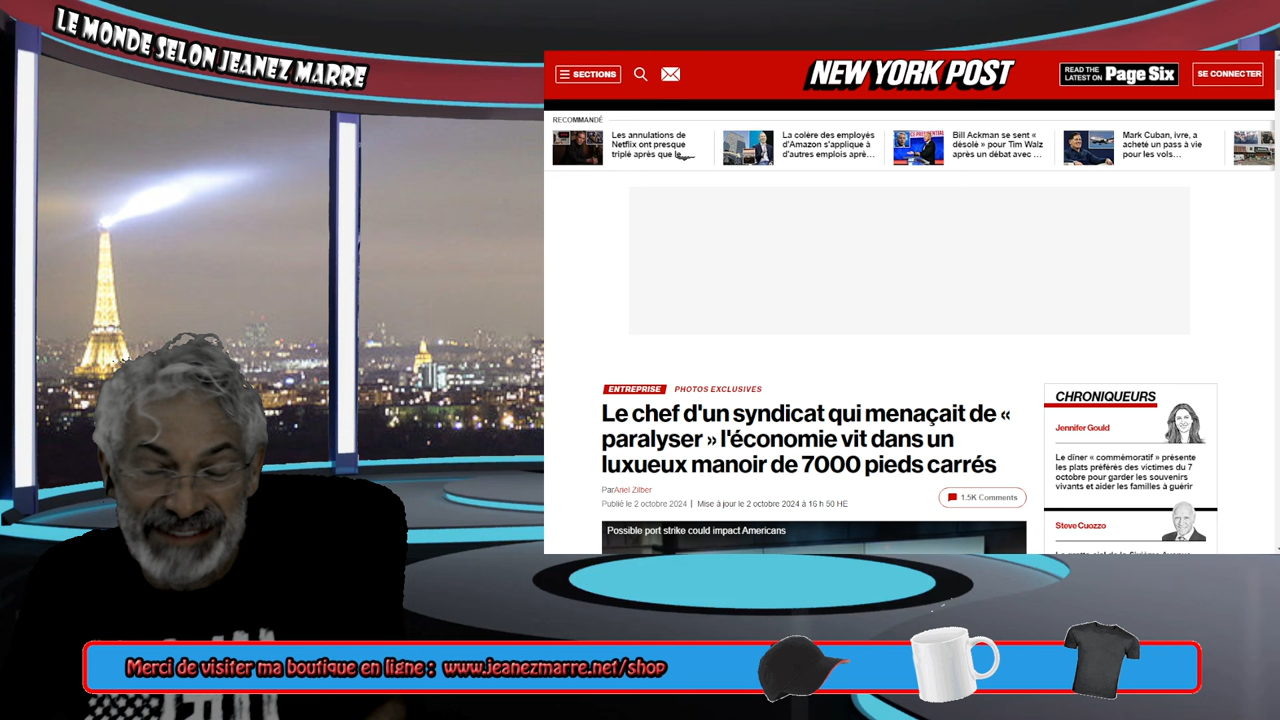 LE MONDE SELON JEANEZ MARRE
SECTIONS
NEW YORK POST
READ THE
LATEST ON
Page Six
SE CONNECTER
RECOMMANDÉ
Les annulations de
Netflix ont presque
triplé après que
La colère des employés
d'Amazon s'applique à
d'autres emplois aprè...
Bill Ackman se sent «
désolé » pour Tim Walz
après un débat avec ...
Mark Cuban, ivre, a
acheté un pass à vie
pour les vols...
ENTREPRISE
PHOTOS EXCLUSIVES
Le chef d'un syndicat qui menaçait de «
paralyser » l'économie vit dans un
luxueux manoir de 7000 pieds carrés
ParAriel Zilber
Publié le 2 octobre 2024 | Mise à jour le 2 octobre 2024 à 16 h 50 HE
1.5K Comments
Possible port strike could impact Americans
CHRONIQUEURS
Jennifer Gould
Le dîner « commémoratif » présente
les plats préférés des victimes du 7
octobre pour garder les souvenirs
vivants et aider les familles à guérir
Steve Cuozzo
Merci de visiter ma boutique en ligne : www.jeanezmarre.net/shop